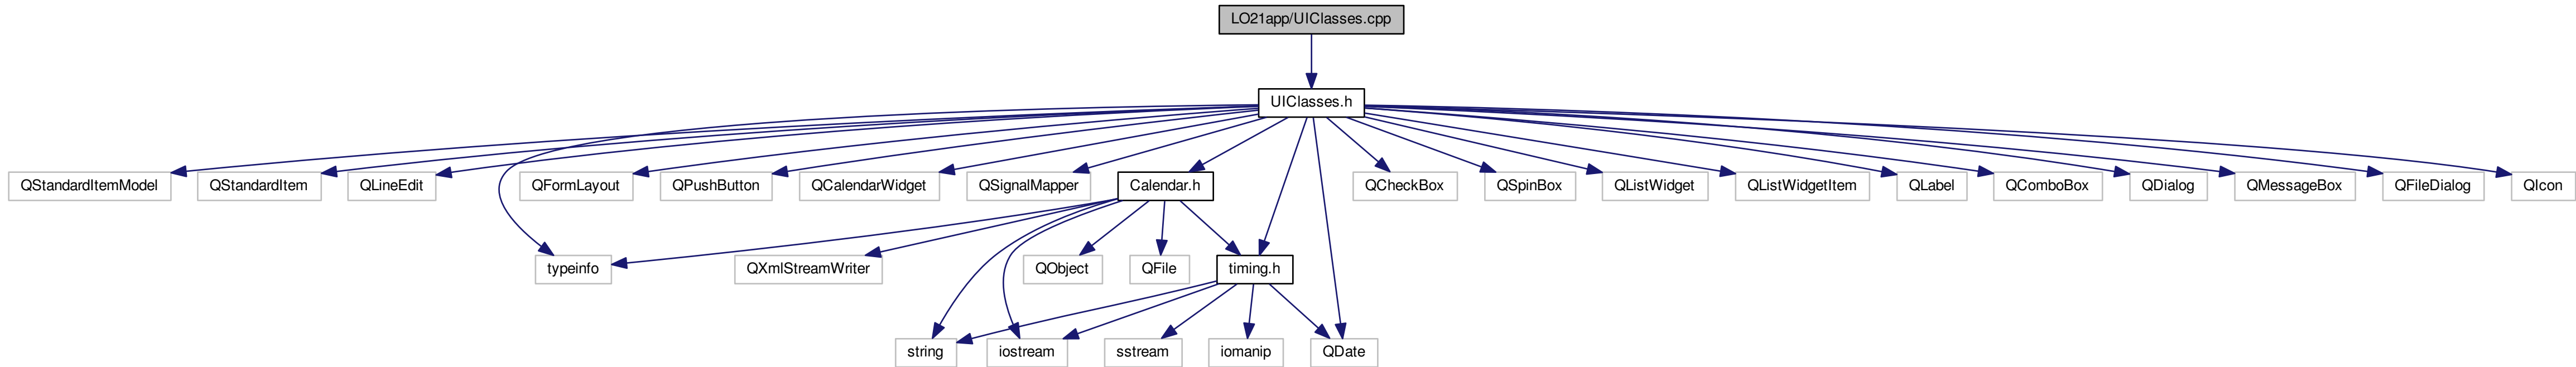 LO21app/UIClasses.cpp
UIClasses.h
QStandardItemModel
QStandardItem
QLineEdit
QFormLayout
QPushButton
QCalendarWidget
QSignalMapper
Calendar.h
QCheckBox
QSpinBox
QListWidget
QListWidgetItem
QLabel
QComboBox
QDialog
QMessageBox
QFileDialog
QIcon
typeinfo
QXmlStreamWriter
QObject
QFile
timing.h
string
iostream
sstream
iomanip
QDate